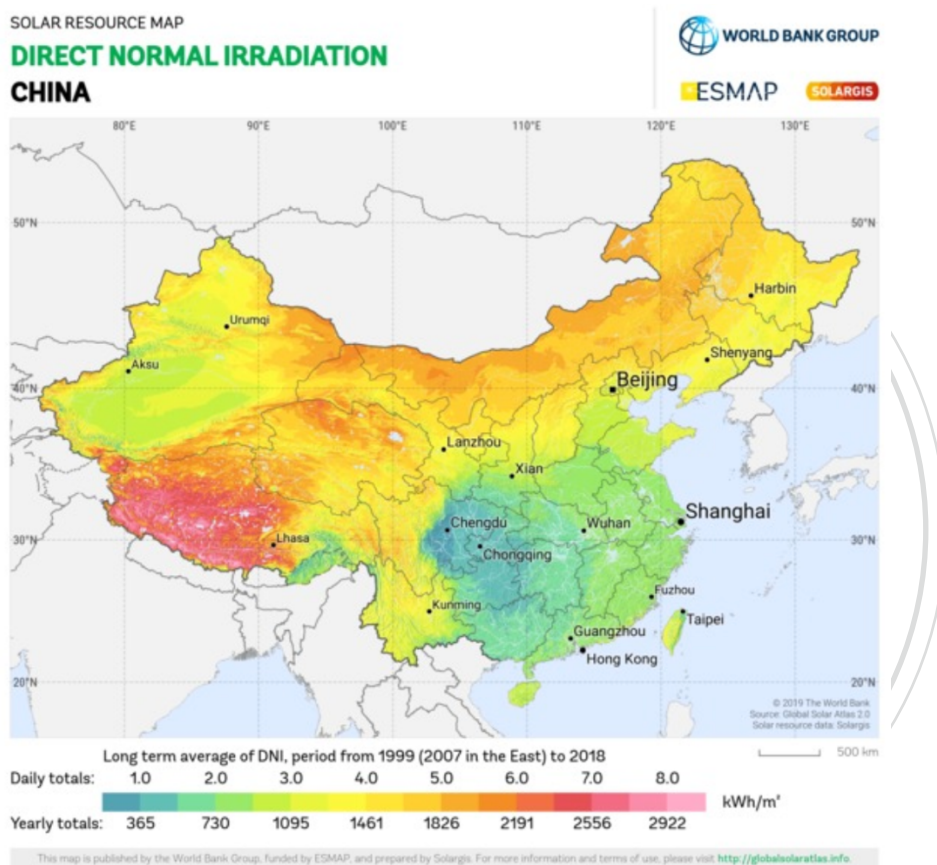 SOLAR RESOURCE MAP
DIRECT NORMAL IRRADIATION
CHINA
WORLD BANK GROUP
ESMAP
SOLARGIS
80°E 90°E 100°E 110°E 120°E 130°E
50°N 50°N
Harbin
Urumqi
Shenyang
Aksu
Beijing
40°N 40°N
Lanzhou
Xian
Shanghai
Chengdu
Wuhan
30°N 30°N
Lhasa
Chongqing
Fuzhou
Kunming
Taipei
Guangzhou
Hong Kong
20°N 20°N
© 2019 The World Bank
Source: Global Solar Atlas 2.0
Solar resource data: Solargis
Long term average of DNI, period from 1999 (2007 in the East) to 2018
500 km
Daily totals: 1.0 2.0 3.0 4.0 5.0 6.0 7.0 8.0
kWh/m²
Yearly totals: 365 730 1095 1461 1826 2191 2556 2922
This map is published by the World Bank Group, funded by ESMAP, and prepared by Solargis. For more information and terms of use, please visit http://globalsolaratlas.info.